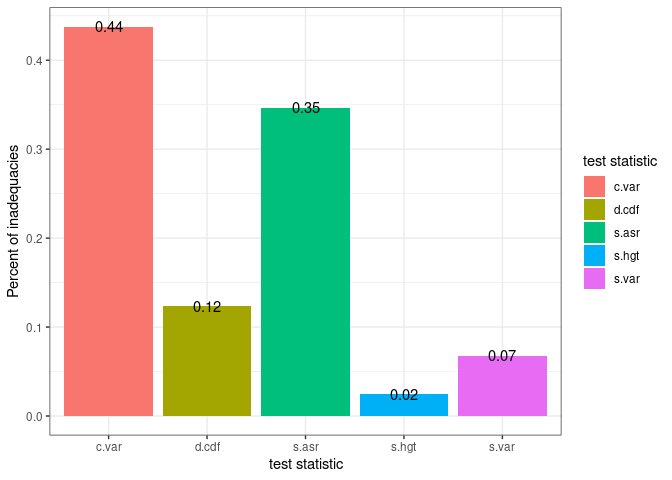 0.44
0.4
0.35
0.3
0.2
0.12
0.1
0.07
0.02
0.0
Percent of inadequacies
c.var d.cdf s.asr s.hgt s.var
test statistic
test statistic
c.var
d.cdf
s.asr
s.hgt
s.var